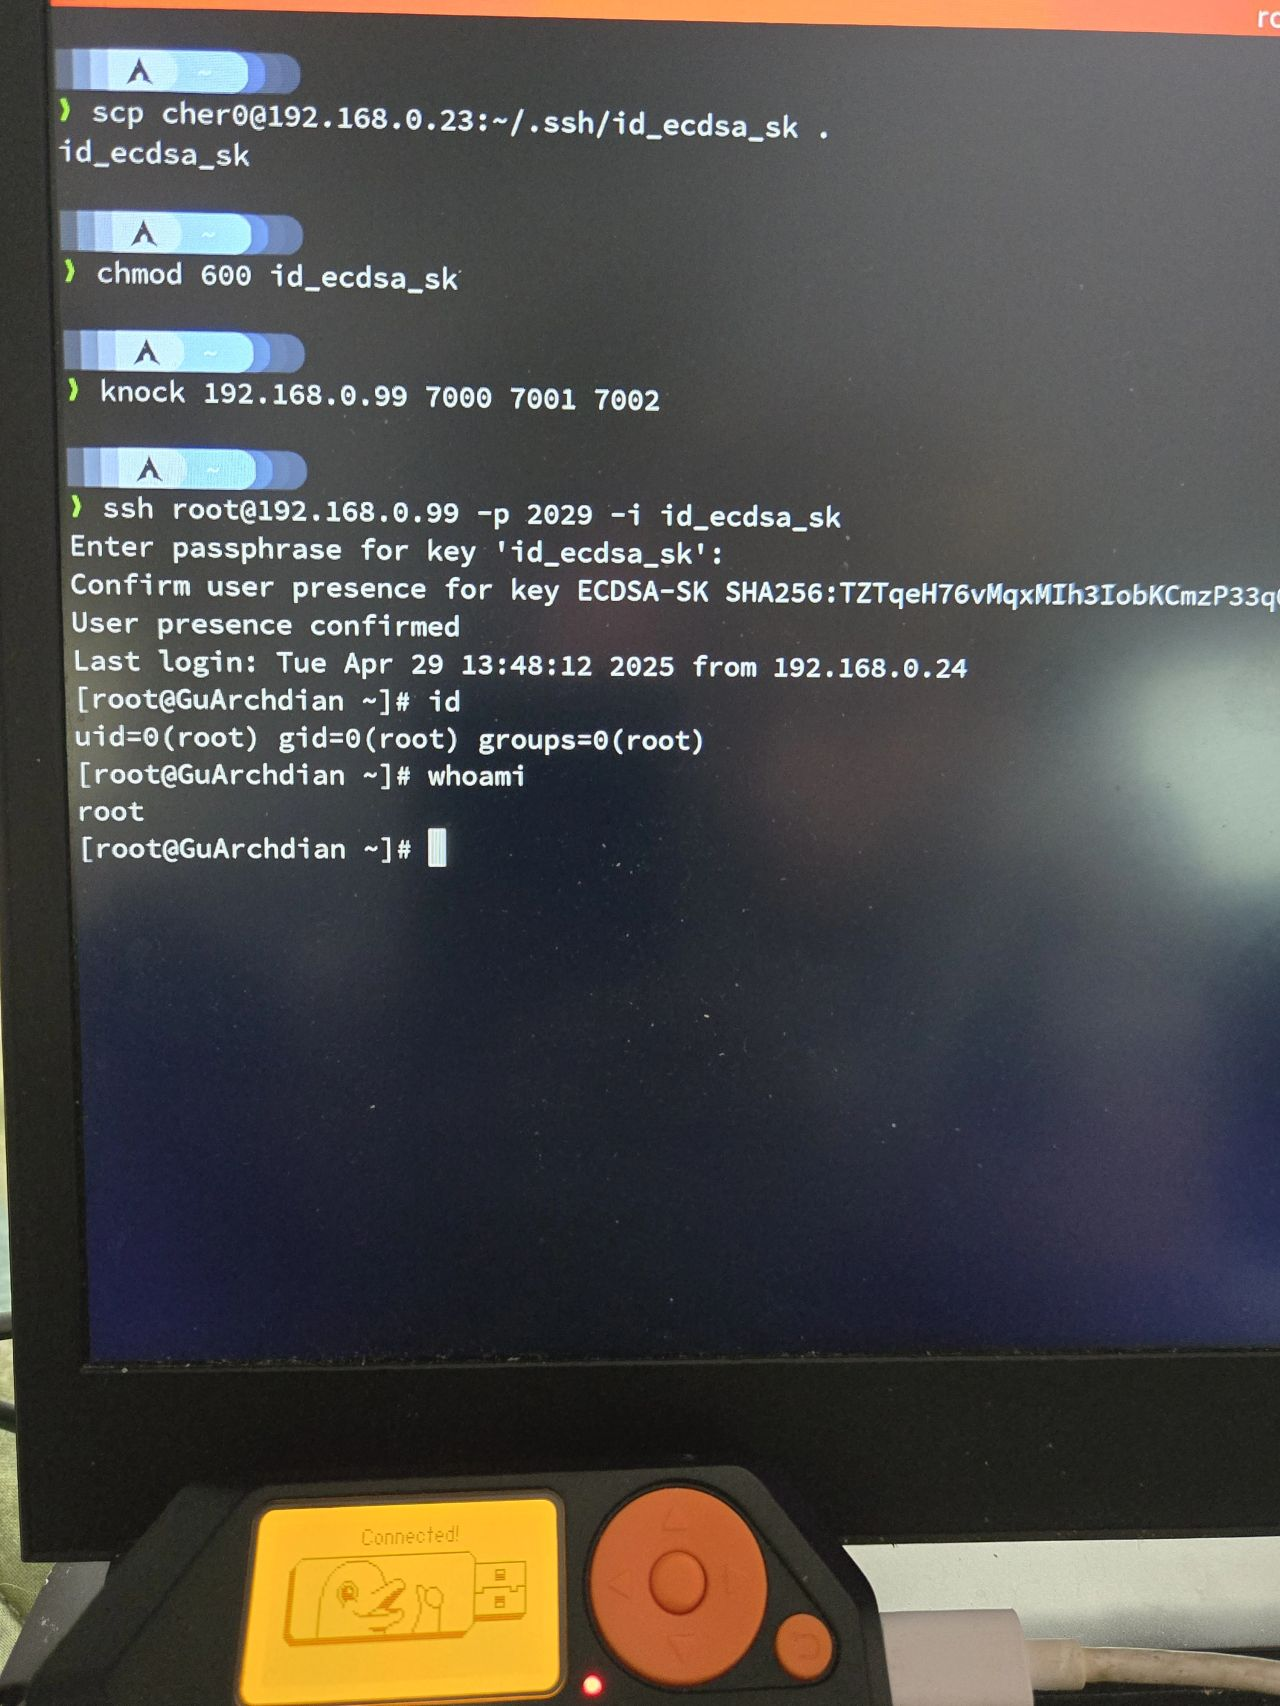 ❯ scp cher0@192.168.0.23:~/.ssh/id_ecdsa_sk .
id_ecdsa_sk
❯ chmod 600 id_ecdsa_sk
❯ knock 192.168.0.99 7000 7001 7002
❯ ssh root@192.168.0.99 -p 2029 -i id_ecdsa_sk
Enter passphrase for key 'id_ecdsa_sk':
Confirm user presence for key ECDSA-SK SHA256:TZTqeH76vMqxMIh3IobKCmzP33q
User presence confirmed
Last login: Tue Apr 29 13:48:12 2025 from 192.168.0.24
[root@GuArchdian ~]# id
uid=0(root) gid=0(root) groups=0(root)
[root@GuArchdian ~]# whoami
root
[root@GuArchdian ~]#
Connected!